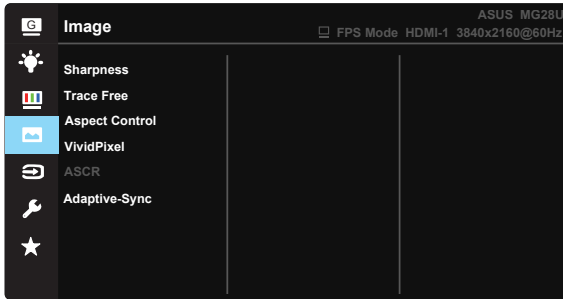 G
Image
ASUS MG28U
FPS Mode HDMI-1 3840x2160@60Hz
Sharpness
Trace Free
Aspect Control
VividPixel
ASCR
Adaptive-Sync